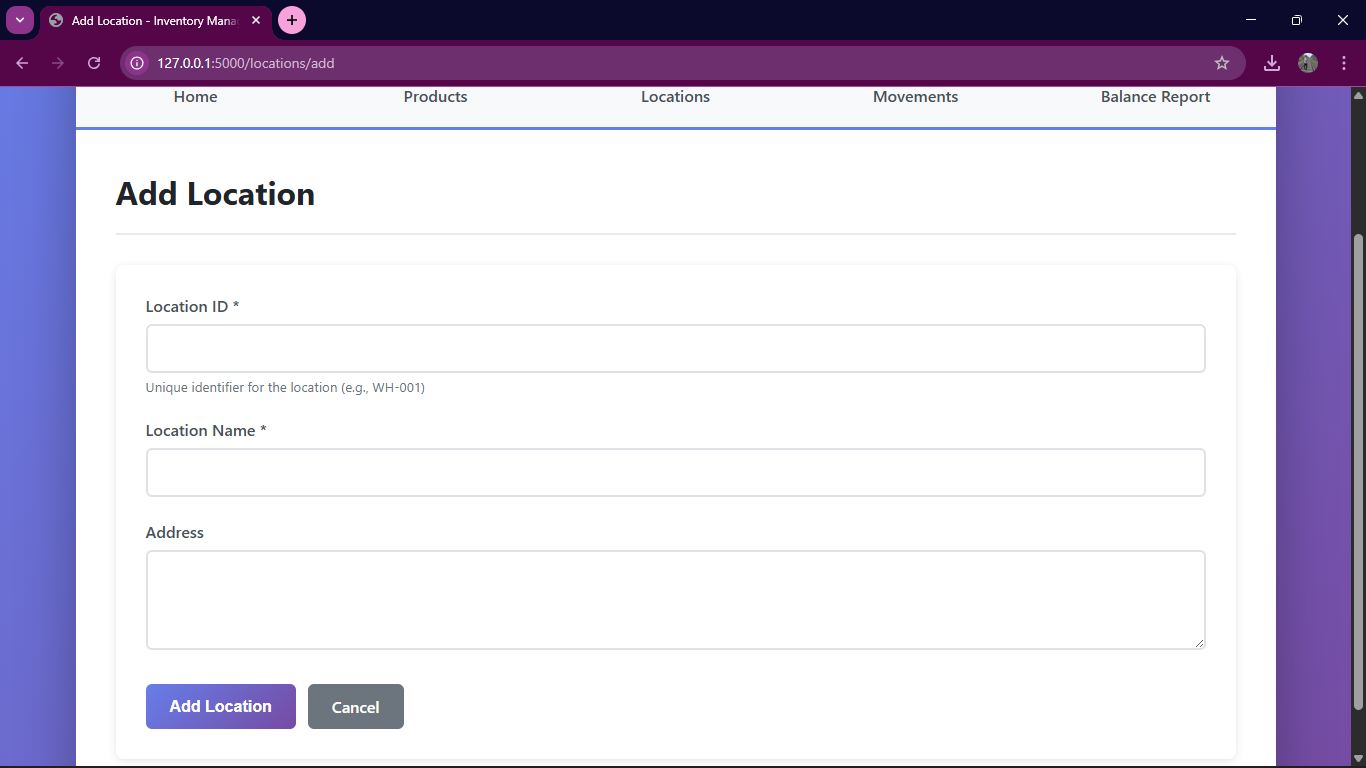 Add Location - Inventory Mana
127.0.0.1:5000/locations/add
Home Products Locations Movements Balance Report
Add Location
Location ID *
Unique identifier for the location (e.g., WH-001)
Location Name *
Address
Add Location Cancel